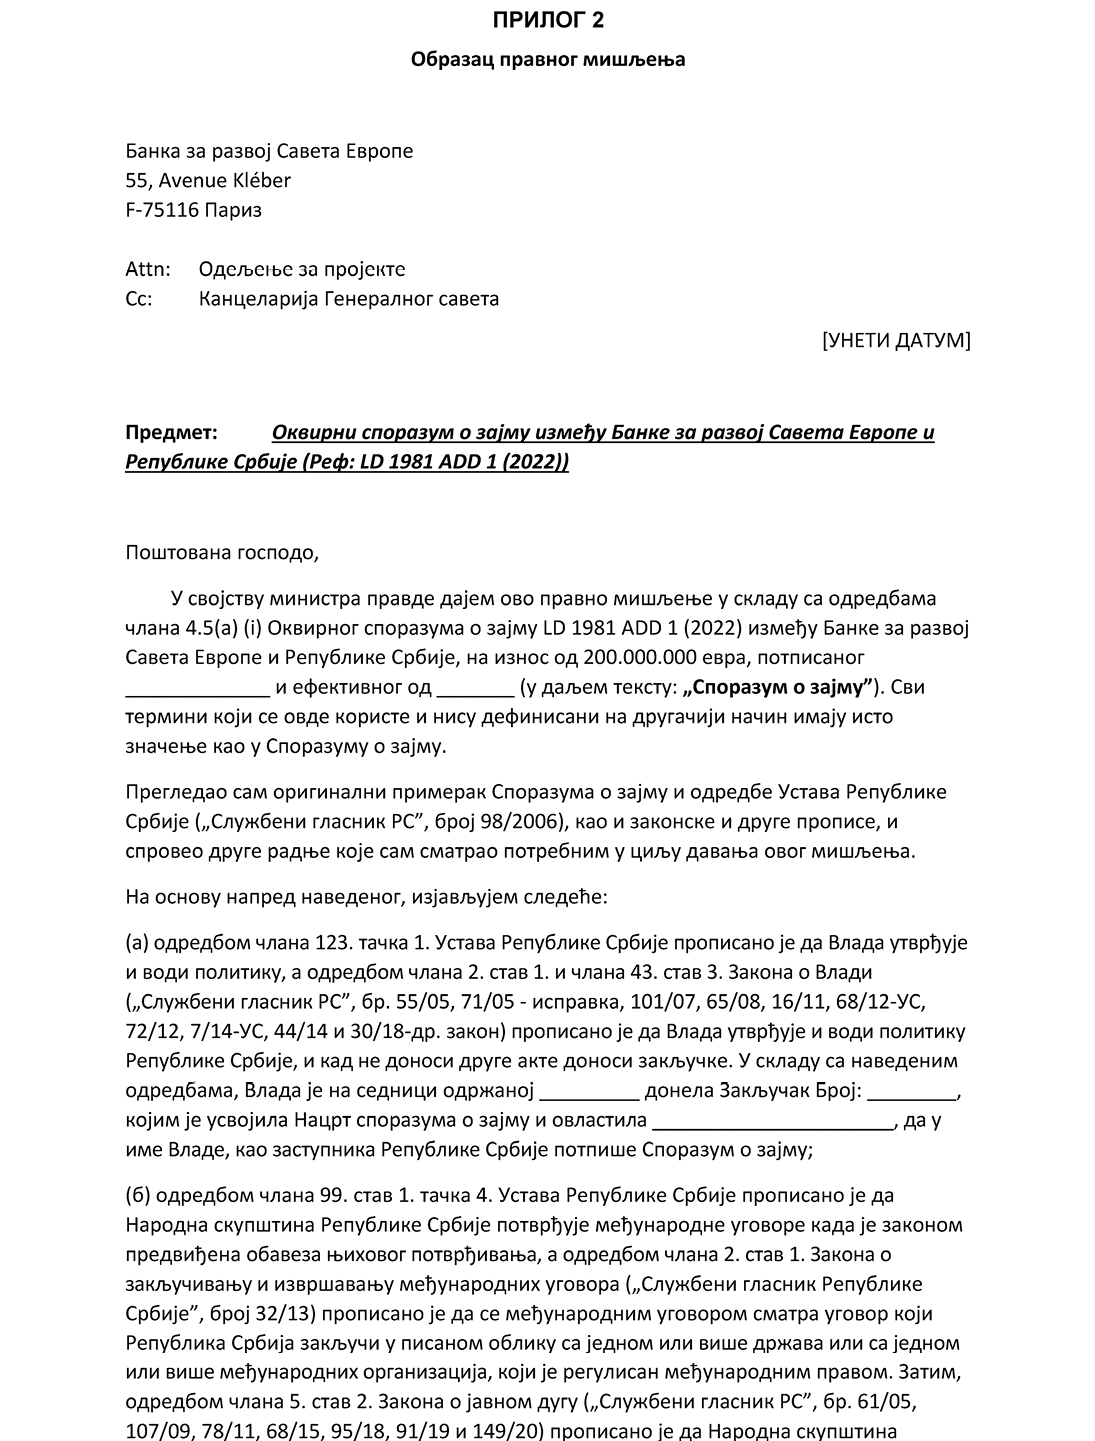 ПРИЛОГ 2
Образац правног мишљења
Банка за развој Савета Европе
55, Avenue Kléber
F-75116 Париз
Attn: Одељење за пројекте
Cc: Канцеларија Генералног савета
[УНЕТИ ДАТУМ]
Предмет: Оквирни споразум о зајму између Банке за развој Савета Европе и
Републике Србије (Реф: LD 1981 ADD 1 (2022))
Поштована господо,
У својству министра правде дајем ово правно мишљење у складу са одредбама
члана 4.5(a) (i) Оквирног споразума о зајму LD 1981 ADD 1 (2022) између Банке за развој
Савета Европе и Републике Србије, на износ од 200.000.000 евра, потписаног
_____________ и ефективног од _______ (у даљем тексту: „Споразум о зајму”). Сви
термини који се овде користе и нису дефинисани на другачији начин имају исто
значење као у Споразуму о зајму.
Прегледао сам оригинални примерак Споразума о зајму и одредбе Устава Републике
Србије („Службени гласник РС”, број 98/2006), као и законске и друге прописе, и
спровео друге радње које сам сматрао потребним у циљу давања овог мишљења.
На основу напред наведеног, изјављујем следеће:
(а) одредбом члана 123. тачка 1. Устава Републике Србије прописано је да Влада утврђује
и води политику, а одредбом члана 2. став 1. и члана 43. став 3. Закона о Влади
(„Службени гласник РС”, бр. 55/05, 71/05 - исправка, 101/07, 65/08, 16/11, 68/12-УС,
72/12, 7/14-УС, 44/14 и 30/18-др. закон) прописано је да Влада утврђује и води политику
Републике Србије, и кад не доноси друге акте доноси закључке. У складу са наведеним
одредбама, Влада је на седници одржаној _________ донела Закључак Број: ________,
којим је усвојила Нацрт споразума о зајму и овластила ______________________, да у
име Владе, као заступника Републике Србије потпише Споразум о зајму;
(б) одредбом члана 99. став 1. тачка 4. Устава Републике Србије прописано је да
Народна скупштина Републике Србије потврђује међународне уговоре када је законом
предвиђена обавеза њиховог потврђивања, а одредбом члана 2. став 1. Закона о
закључивању и извршавању међународних уговора („Службени гласник Републике
Србије”, број 32/13) прописано је да се међународним уговором сматра уговор који
Република Србија закључи у писаном облику са једном или више држава или са једном
или више међународних организација, који је регулисан међународним правом. Затим,
одредбом члана 5. став 2. Закона о јавном дугу („Службени гласник РС”, бр. 61/05,
107/09, 78/11, 68/15, 95/18, 91/19 и 149/20) прописано је да Народна скупштина